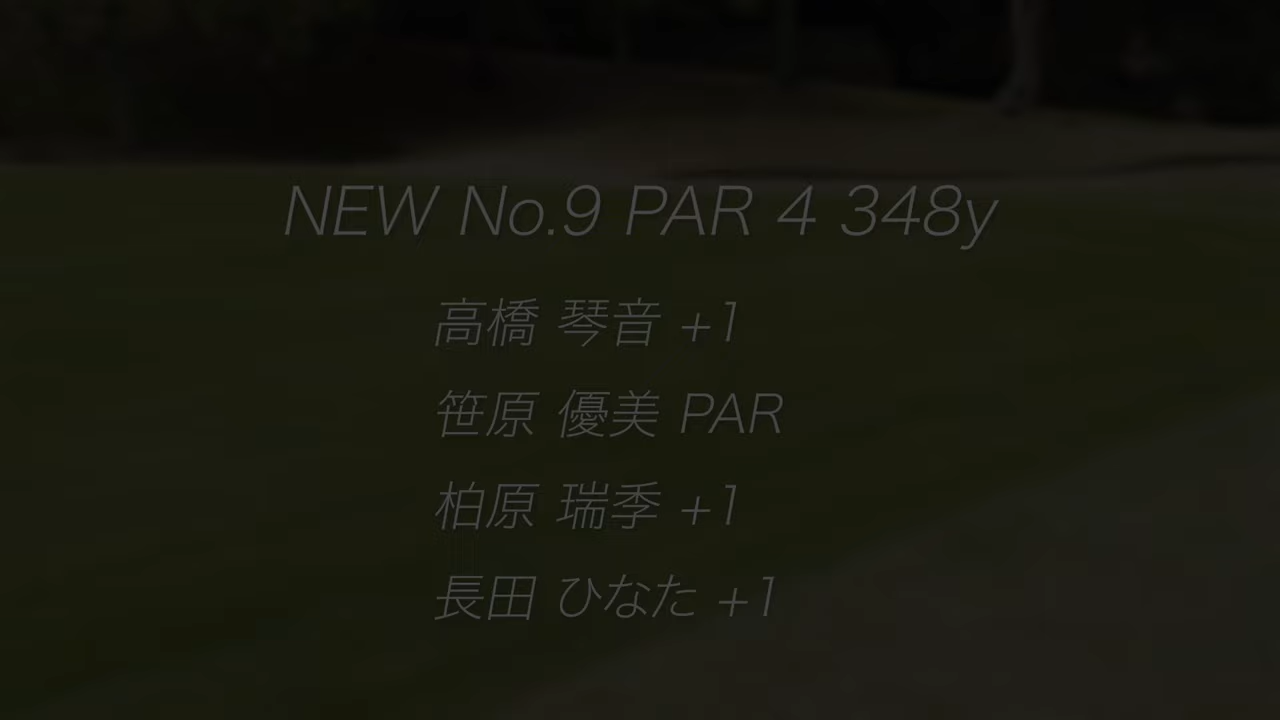 NEW No.9 PAR 4 348y
高橋 琴音 +1
笹原 優美 PAR
柏原 瑞季 +1
長田 ひなた +1